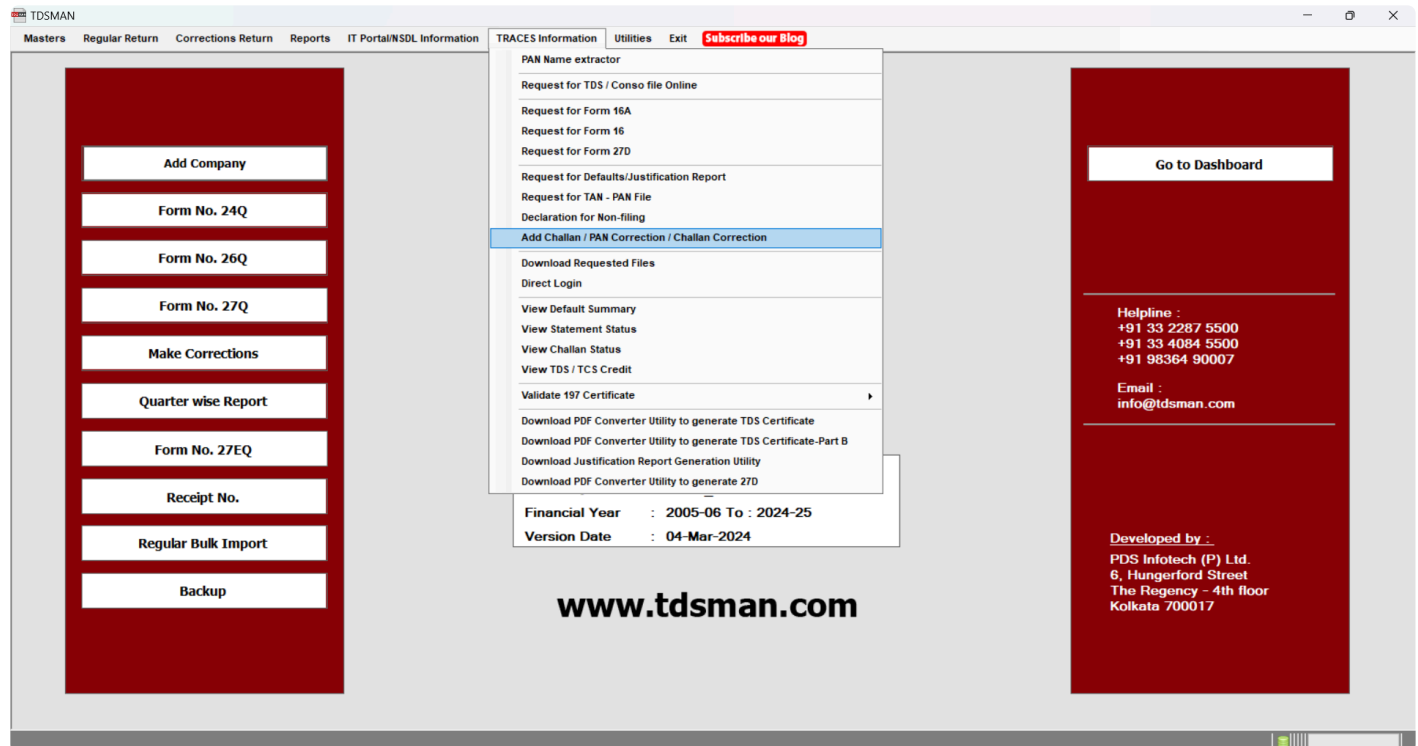 TDSMAN
Masters Regular Return Corrections Return Reports IT Portal/NSDL Information TRACES Information Utilities Exit Subscribe our Blog
PAN Name extractor
Request for TDS / Conso file Online
Request for Form 16A
Request for Form 16
Request for Form 27D
Request for Defaults/Justification Report
Request for TAN - PAN File
Declaration for Non-filing
Add Challan / PAN Correction / Challan Correction
Download Requested Files
Direct Login
View Default Summary
View Statement Status
View Challan Status
View TDS / TCS Credit
Validate 197 Certificate
Download PDF Converter Utility to generate TDS Certificate
Download PDF Converter Utility to generate TDS Certificate-Part B
Download Justification Report Generation Utility
Download PDF Converter Utility to generate 27D
Add Company
Form No. 24Q
Form No. 26Q
Form No. 27Q
Make Corrections
Quarter wise Report
Form No. 27EQ
Receipt No.
Regular Bulk Import
Backup
Financial Year : 2005-06 To : 2024-25
Version Date : 04-Mar-2024
www.tdsman.com
Go to Dashboard
Helpline :
+91 33 2287 5500
+91 33 4084 5500
+91 98364 90007
Email :
info@tdsman.com
Developed by :
PDS Infotech (P) Ltd.
6, Hungerford Street
The Regency - 4th floor
Kolkata 700017